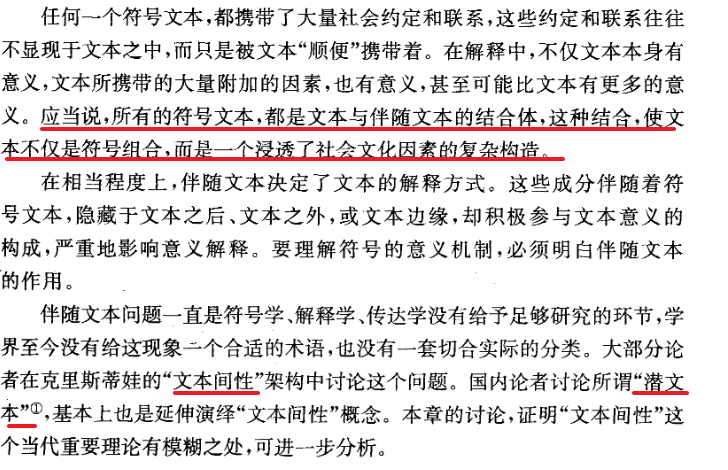 任何一个符号文本,都携带了大量社会约定和联系,这些约定和联系往往
不显现于文本之中,而只是被文本“顺便”携带着。在解释中,不仅文本本身有
意义,文本所携带的大量附加的因素,也有意义,甚至可能比文本有更多的意
义。应当说,所有的符号文本,都是文本与伴随文本的结合体,这种结合,使文
本不仅是符号组合,而是一个浸透了社会文化因素的复杂构造。
在相当程度上,伴随文本决定了文本的解释方式。这些成分伴随着符
号文本,隐藏于文本之后、文本之外,或文本边缘,却积极参与文本意义的
构成,严重地影响意义解释。要理解符号的意义机制,必须明白伴随文本
的作用。
伴随文本问题一直是符号学、解释学、传达学没有给予足够研究的环节,学
界至今没有给这现象一个合适的术语,也没有一套切合实际的分类。大部分论
者在克里斯蒂娃的“文本间性”架构中讨论这个问题。国内论者讨论所谓“潜文
本”①,基本上也是延伸演绎“文本间性”概念。本章的讨论,证明“文本间性”这
个当代重要理论有模糊之处,可进一步分析。